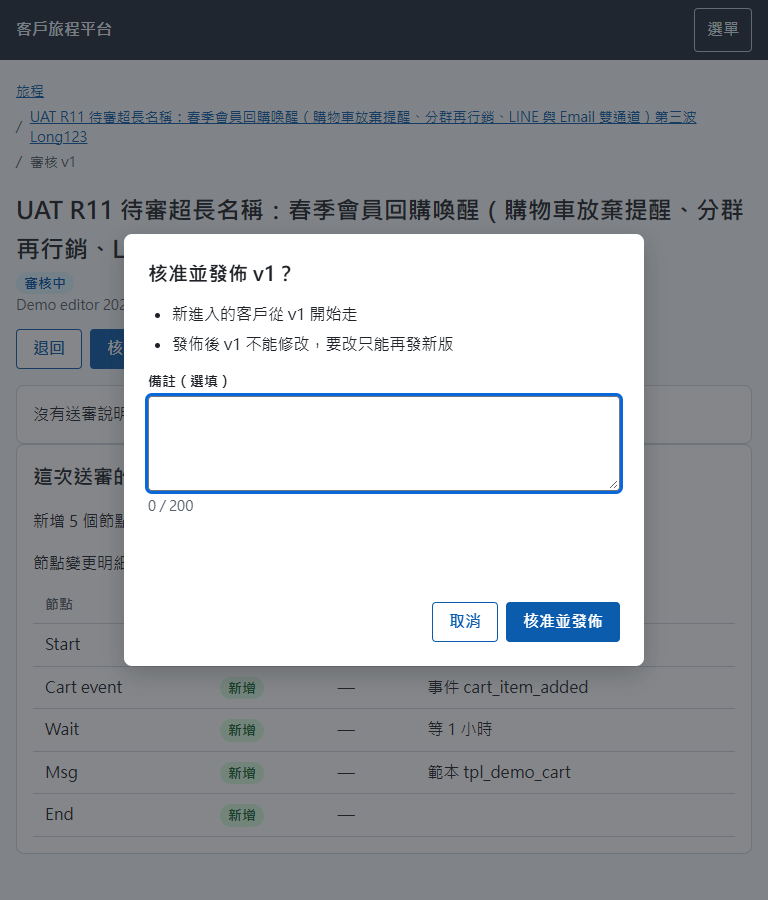 客戶旅程平台
選單
旅程
/ UAT R11 待審超長名稱：春季會員回購喚醒（購物車放棄提醒、分群再行銷、LINE 與 Email 雙通道）第三波
Long123
/ 審核 v1
UAT R11 待審超長名稱：春季會員回購喚醒（購物車放棄提醒、分群
再行銷、L
審核中
Demo editor 202
退回
核
沒有送審說明
這次送審的
新增 5 個節點
節點變更明細
核准並發佈 v1？
新進入的客戶從 v1 開始走
發佈後 v1 不能修改，要改只能再發新版
備註（選填）
0 / 200
取消
核准並發佈
節點
Start
Cart event 新增 — 事件 cart_item_added
Wait 新增 — 等 1 小時
Msg 新增 — 範本 tpl_demo_cart
End 新增 —